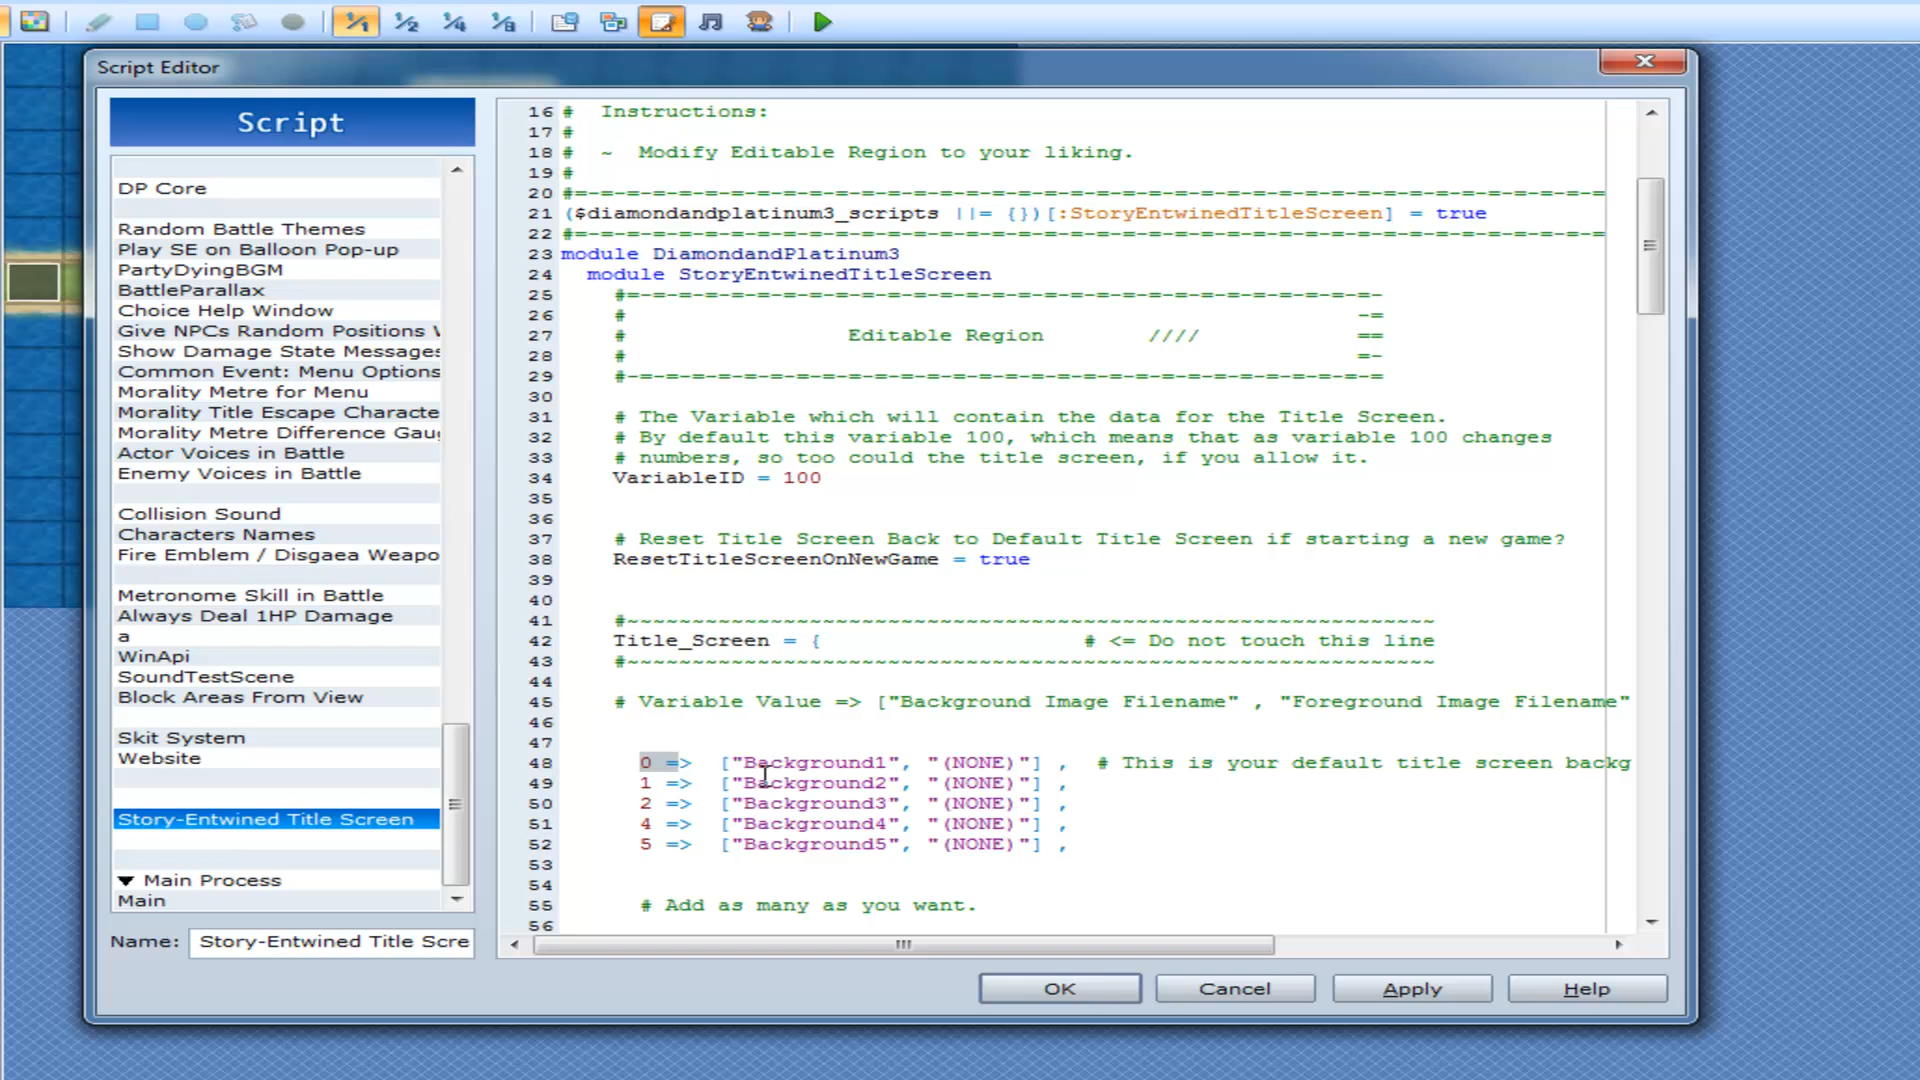 1/1 1/2 1/4 1/8
Script Editor
Script
DP Core
Random Battle Themes
Play SE on Balloon Pop-up
PartyDyingBGM
BattleParallax
Choice Help Window
Give NPCs Random Positions
Show Damage State Messages
Common Event: Menu Options
Morality Metre for Menu
Morality Title Escape Characte
Morality Metre Difference Gau
Actor Voices in Battle
Enemy Voices in Battle
Collision Sound
Characters Names
Fire Emblem / Disgaea Weapo
Metronome Skill in Battle
Always Deal 1HP Damage
a
WinApi
SoundTestScene
Block Areas From View
Skit System
Website
Story-Entwined Title Screen
▼ Main Process
Main
Name: Story-Entwined Title Scre
16 #  Instructions:
17 #
18 #  ~  Modify Editable Region to your liking.
19 #
20 #=-=-=-=-=-=-=-=-=-=-=-=-=-=-=-=-=-=-=-=-=-=-=-=-=-=-=-=-=-=-=-=-=-=-=-=-=-=-=-=
21 ($diamondandplatinum3_scripts ||= {})[:StoryEntwinedTitleScreen] = true
22 #=-=-=-=-=-=-=-=-=-=-=-=-=-=-=-=-=-=-=-=-=-=-=-=-=-=-=-=-=-=-=-=-=-=-=-=-=-=-=-=
23 module DiamondandPlatinum3
24   module StoryEntwinedTitleScreen
25     #=-=-=-=-=-=-=-=-=-=-=-=-=-=-=-=-=-=-=-=-=-=-=-=-=-=-=-=-=-
26     #                                                        -=
27     #                 Editable Region        ////            ==
28     #                                                        =-
29     #-=-=-=-=-=-=-=-=-=-=-=-=-=-=-=-=-=-=-=-=-=-=-=-=-=-=-=-=-=
30
31     # The Variable which will contain the data for the Title Screen.
32     # By default this variable 100, which means that as variable 100 changes
33     # numbers, so too could the title screen, if you allow it.
34     VariableID = 100
35
36
37     # Reset Title Screen Back to Default Title Screen if starting a new game?
38     ResetTitleScreenOnNewGame = true
39
40
41     #~~~~~~~~~~~~~~~~~~~~~~~~~~~~~~~~~~~~~~~~~~~~~~~~~~~~~~~~~~~~~~
42     Title_Screen = {                    # <= Do not touch this line
43     #~~~~~~~~~~~~~~~~~~~~~~~~~~~~~~~~~~~~~~~~~~~~~~~~~~~~~~~~~~~~~~
44
45     # Variable Value => ["Background Image Filename" , "Foreground Image Filename"
46
47
48       0 =>  ["Background1", "(NONE)"] ,  # This is your default title screen backg
49       1 =>  ["Background2", "(NONE)"] ,
50       2 =>  ["Background3", "(NONE)"] ,
51       4 =>  ["Background4", "(NONE)"] ,
52       5 =>  ["Background5", "(NONE)"] ,
53
54
55       # Add as many as you want.
56
OK Cancel Apply Help